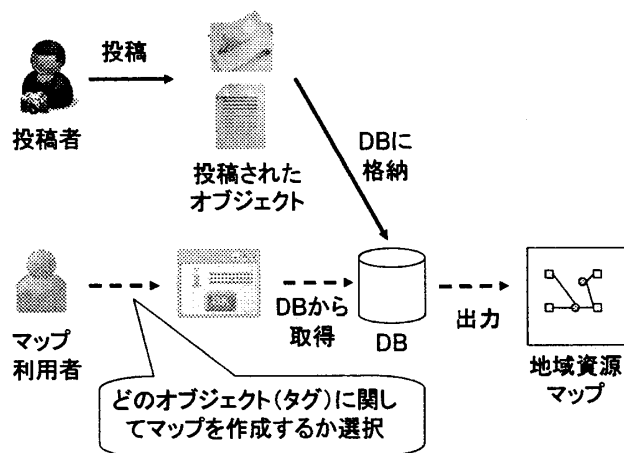 投稿
投稿者
投稿された
オブジェクト
DBに
格納
マップ
利用者
DBから
取得
DB
出力
地域資源
マップ
どのオブジェクト（タグ）に関し
てマップを作成するか選択